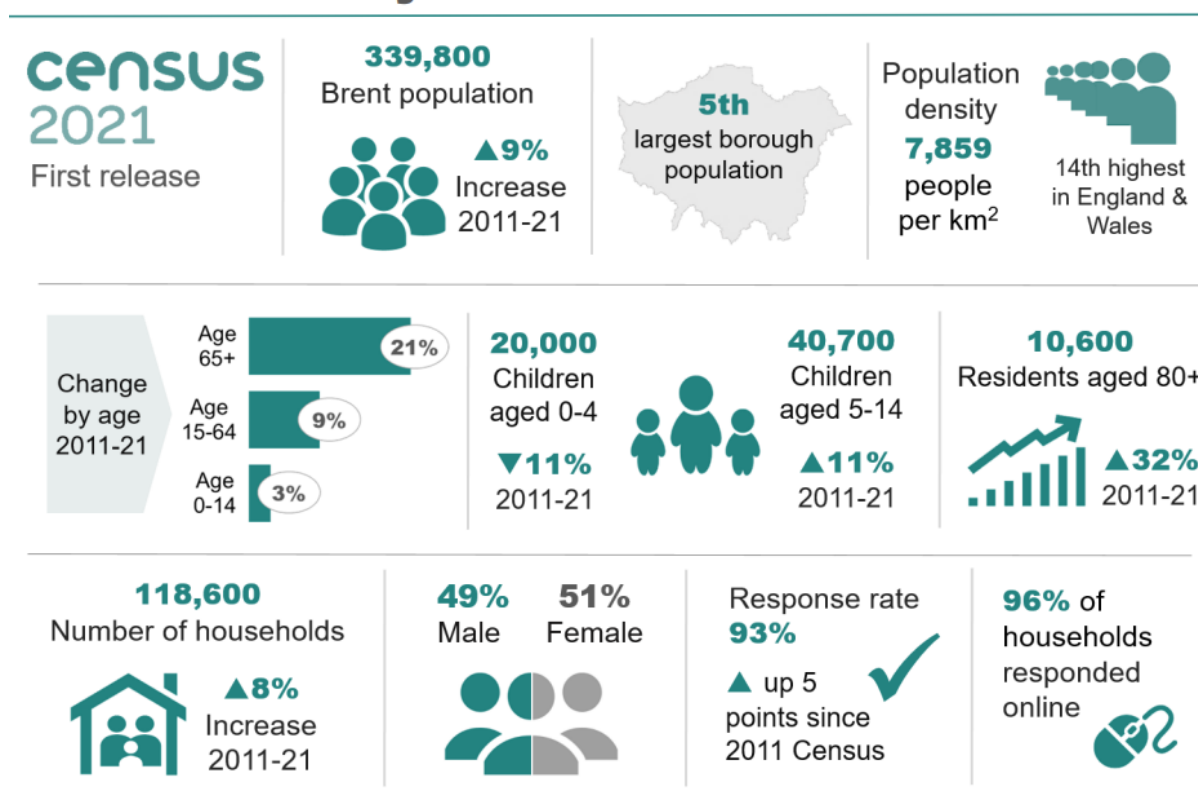 census
2021
First release
339,800
Brent population
▲9%
Increase
2011-21
5th
largest borough
population
Population
density
7,859
people
per km²
14th highest
in England &
Wales
Change
by age
2011-21
Age
65+
21%
Age
15-64
9%
Age
0-14
3%
20,000
Children
aged 0-4
▼11%
2011-21
40,700
Children
aged 5-14
▲11%
2011-21
10,600
Residents aged 80+
▲32%
2011-21
118,600
Number of households
▲8%
Increase
2011-21
49%
Male
51%
Female
Response rate
93%
▲ up 5
points since
2011 Census
96% of
households
responded
online